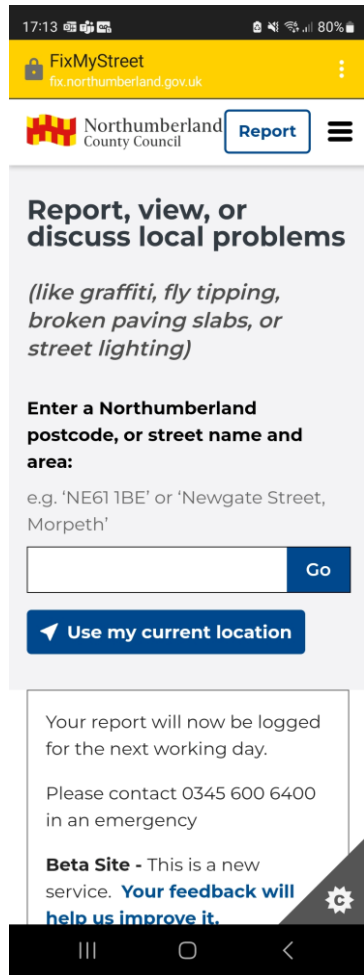 17:13
80%
FixMyStreet
fix.northumberland.gov.uk
Northumberland
County Council
Report
Report, view, or
discuss local problems
(like graffiti, fly tipping,
broken paving slabs, or
street lighting)
Enter a Northumberland
postcode, or street name and
area:
e.g. ‘NE61 1BE’ or ‘Newgate Street,
Morpeth’
Go
Use my current location
Your report will now be logged
for the next working day.
Please contact 0345 600 6400
in an emergency
Beta Site - This is a new
service. Your feedback will
help us improve it.
C